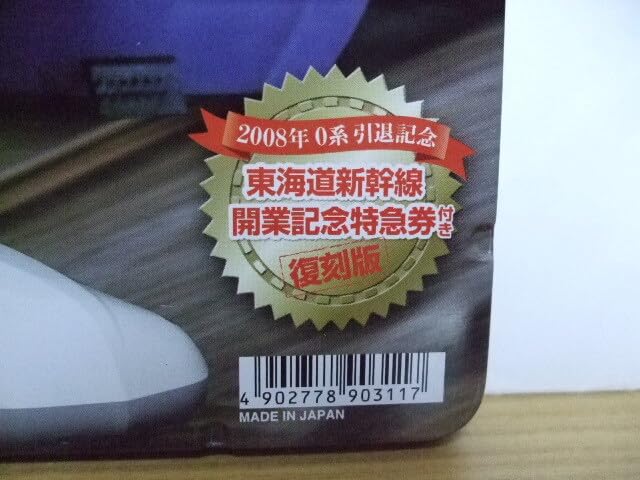 2008年 0系 引退記念
東海道新幹線
開業記念特急券付き
復刻版
4 902778 903117
MADE IN JAPAN